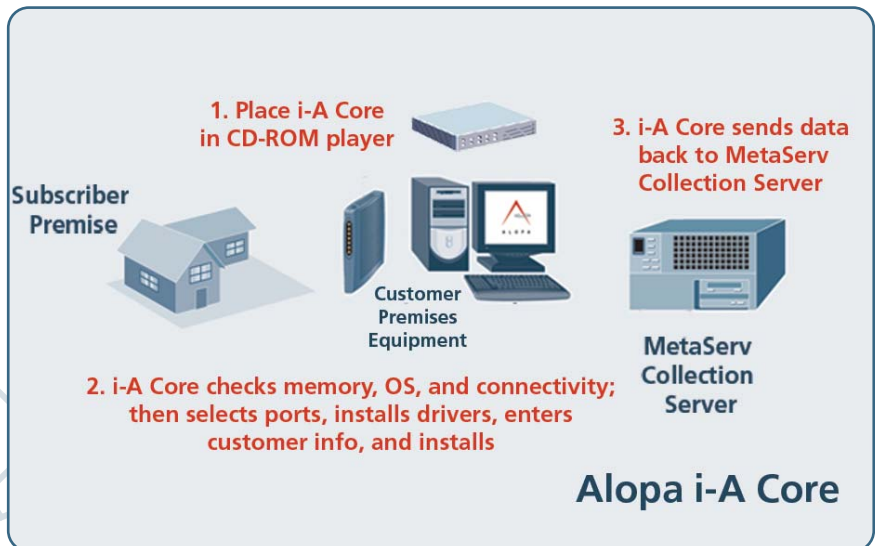 1. Place i-A Core
in CD-ROM player
3. i-A Core sends data
back to MetaServ
Collection Server
Subscriber
Premise
ALOPA
Customer
Premises
Equipment
MetaServ
Collection
Server
2. i-A Core checks memory, OS, and connectivity;
then selects ports, installs drivers, enters
customer info, and installs
Alopa i-A Core